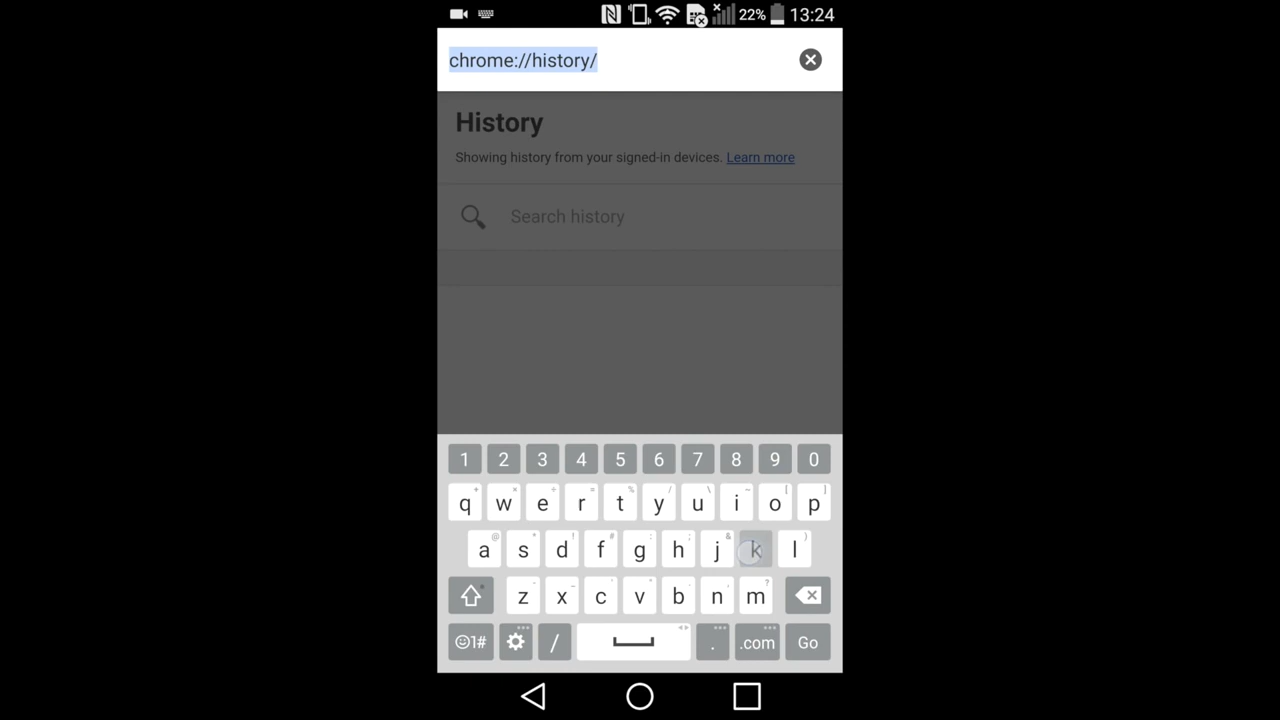 22% 13:24
chrome://history/
History
Showing history from your signed-in devices. Learn more
Search history
1 2 3 4 5 6 7 8 9 0
q w e r t y u i o p
a s d f g h j k l
z x c v b n m
1# / . .com Go